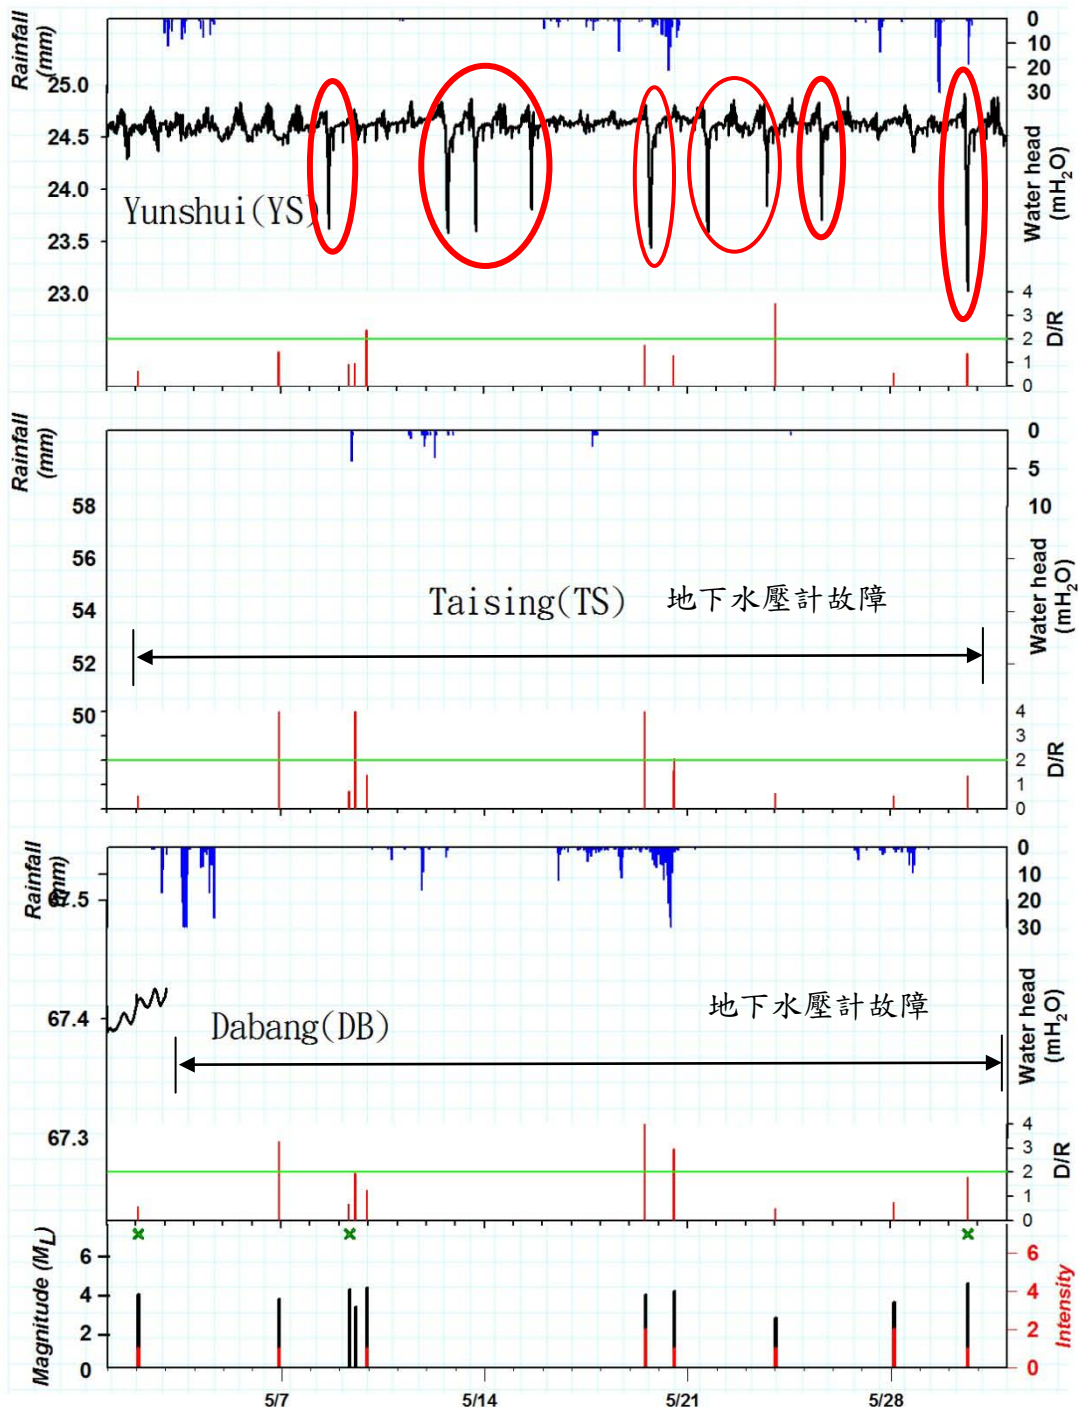 Rainfall
(mm)
0
10
20
30
25.0
24.5
24.0
23.5
23.0
Water head
(mH₂O)
Yunshui(YS)
4
3
2
1
0
D/R
Rainfall
(mm)
0
5
10
58
56
54
52
50
Water head
(mH₂O)
Taising(TS) 地下水壓計故障
4
3
2
1
0
D/R
Rainfall
(mm)
0
10
20
30
67.5
67.4
67.3
Water head
(mH₂O)
地下水壓計故障
Dabang(DB)
4
3
2
1
0
D/R
Magnitude (ML)
6
4
2
0
6
4
2
0
Intensity
5/7 5/14 5/21 5/28